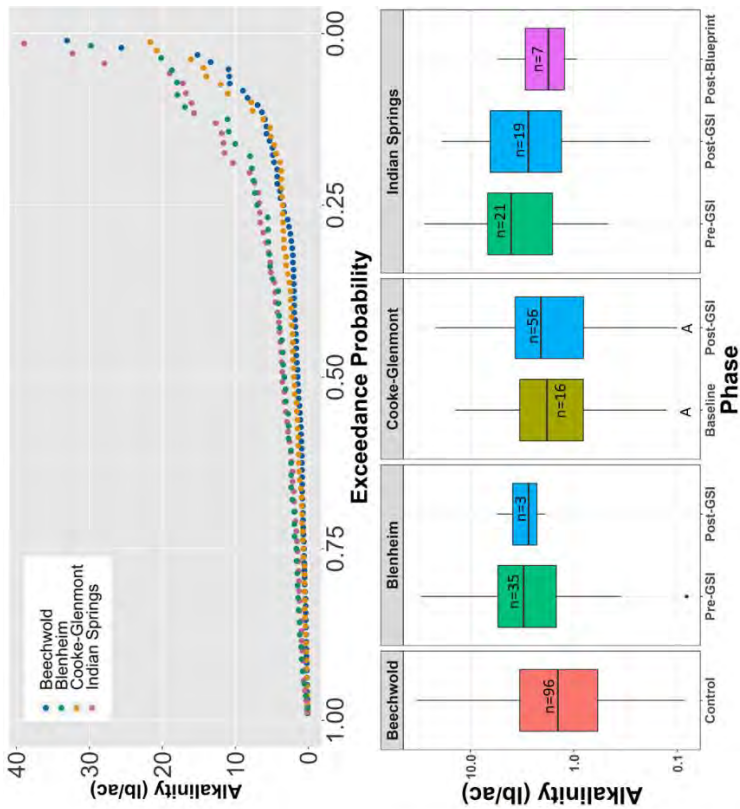 Alkalinity (lb/ac)
40
30
20
10
0
Beechwold
Blenheim
Cooke-Glenmont
Indian Springs
1.00
0.75
0.50
0.25
0.00
Exceedance Probability
Alkalinity (lb/ac)
10.0
1.0
0.1
Beechwold
n=96
Control
Blenheim
n=35
n=3
Pre-GSI
Post-GSI
Cooke-Glenmont
n=16
n=56
A
A
Baseline
Post-GSI
Indian Springs
n=21
n=19
n=7
Pre-GSI
Post-GSI
Post-Blueprint
Phase